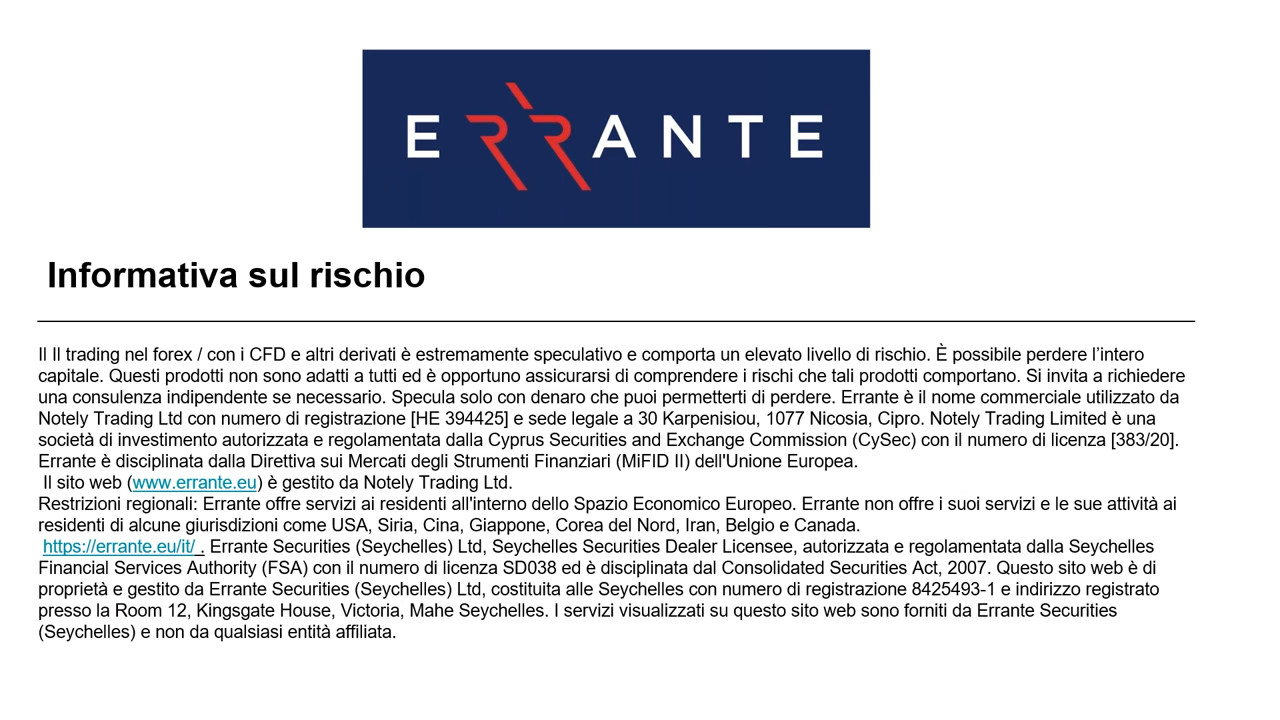 ERRANTE
Informativa sul rischio
Il Il trading nel forex / con i CFD e altri derivati è estremamente speculativo e comporta un elevato livello di rischio. È possibile perdere l’intero
capitale. Questi prodotti non sono adatti a tutti ed è opportuno assicurarsi di comprendere i rischi che tali prodotti comportano. Si invita a richiedere
una consulenza indipendente se necessario. Specula solo con denaro che puoi permetterti di perdere. Errante è il nome commerciale utilizzato da
Notely Trading Ltd con numero di registrazione [HE 394425] e sede legale a 30 Karpenisiou, 1077 Nicosia, Cipro. Notely Trading Limited è una
società di investimento autorizzata e regolamentata dalla Cyprus Securities and Exchange Commission (CySec) con il numero di licenza [383/20].
Errante è disciplinata dalla Direttiva sui Mercati degli Strumenti Finanziari (MiFID II) dell'Unione Europea.
Il sito web (www.errante.eu) è gestito da Notely Trading Ltd.
Restrizioni regionali: Errante offre servizi ai residenti all'interno dello Spazio Economico Europeo. Errante non offre i suoi servizi e le sue attività ai
residenti di alcune giurisdizioni come USA, Siria, Cina, Giappone, Corea del Nord, Iran, Belgio e Canada.
https://errante.eu/it/ . Errante Securities (Seychelles) Ltd, Seychelles Securities Dealer Licensee, autorizzata e regolamentata dalla Seychelles
Financial Services Authority (FSA) con il numero di licenza SD038 ed è disciplinata dal Consolidated Securities Act, 2007. Questo sito web è di
proprietà e gestito da Errante Securities (Seychelles) Ltd, costituita alle Seychelles con numero di registrazione 8425493-1 e indirizzo registrato
presso la Room 12, Kingsgate House, Victoria, Mahe Seychelles. I servizi visualizzati su questo sito web sono forniti da Errante Securities
(Seychelles) e non da qualsiasi entità affiliata.